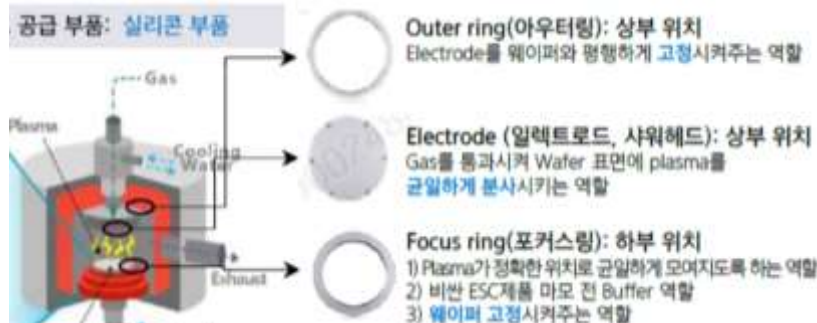 공급 부품: 실리콘 부품
Gas
Plasma
Cooling
Water
Exhaust
Outer ring(아우터링): 상부 위치
Electrode를 웨이퍼와 평행하게 고정시켜주는 역할
Electrode (일렉트로드, 샤워헤드): 상부 위치
Gas를 통과시켜 Wafer 표면에 plasma를
균일하게 분사시키는 역할
Focus ring(포커스링): 하부 위치
1) Plasma가 정확한 위치로 균일하게 모여지도록 하는 역할
2) 비싼 ESC제품 마모 전 Buffer 역할
3) 웨이퍼 고정시켜주는 역할